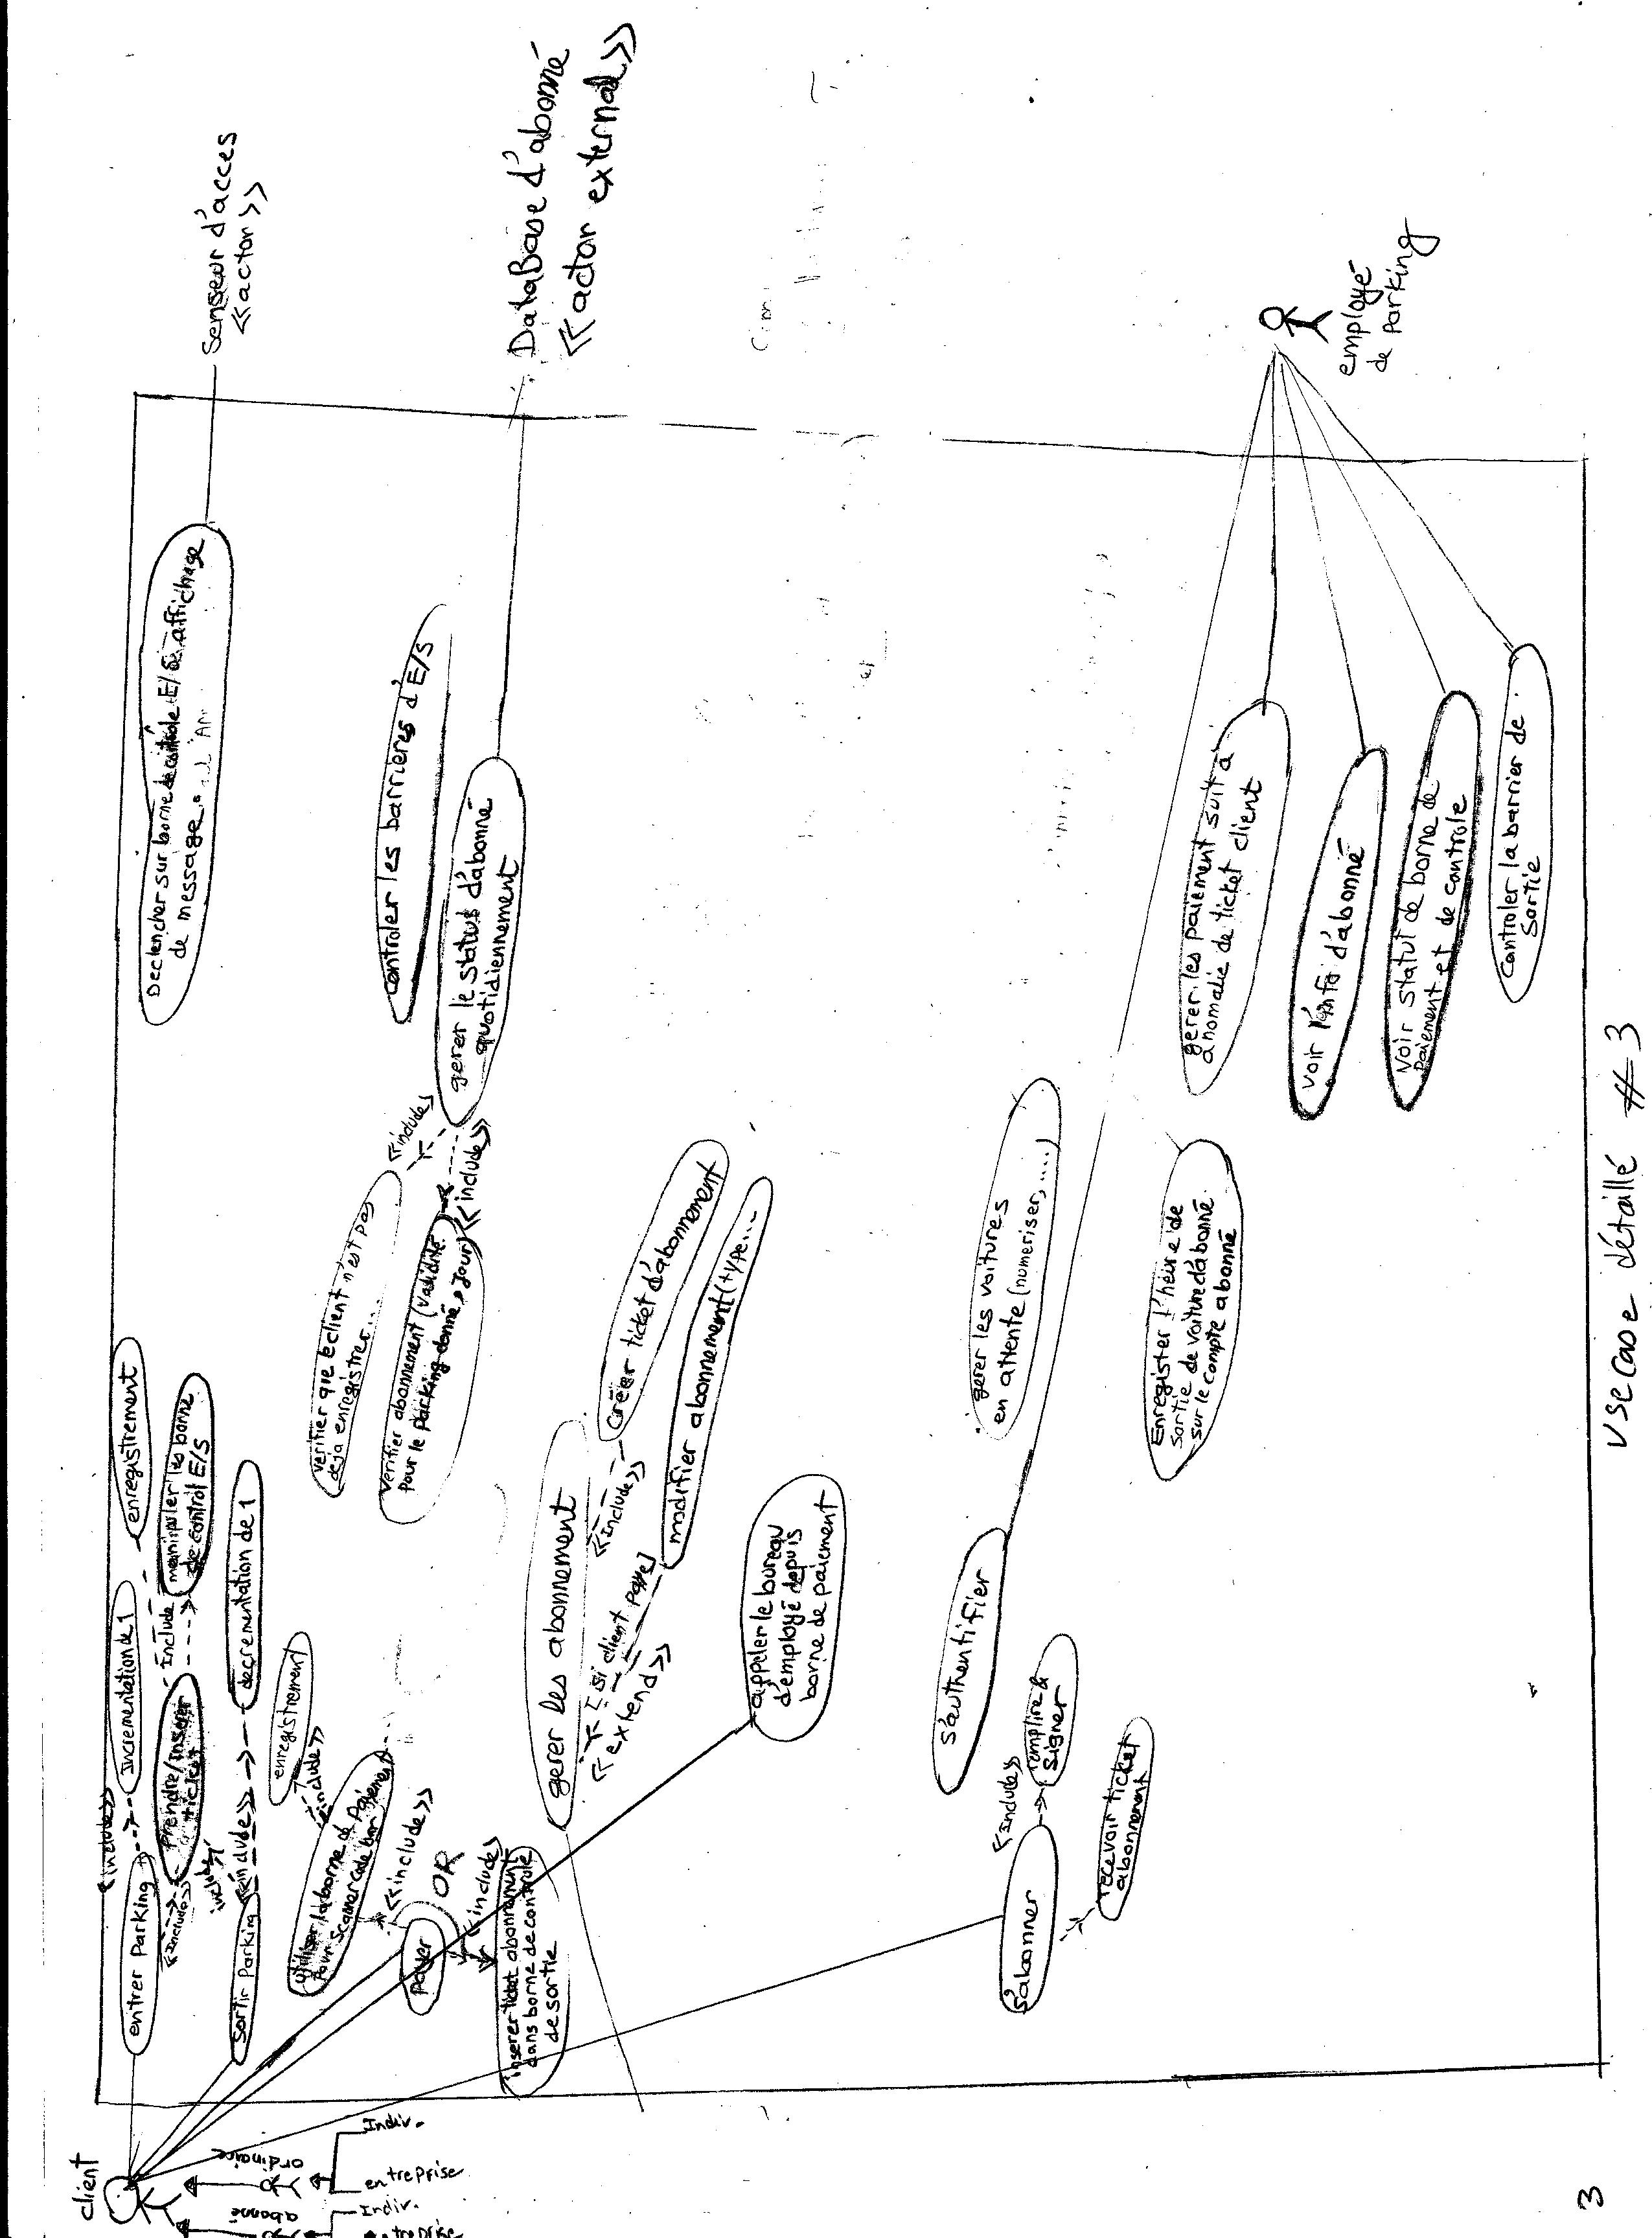 client
<<include>>
entrer Parking
Incrementation de 1
enregistrement
<<Include>>
prendre/Inserer
ticket
Include
manipuler les borne
de control E/S
include
sortir Parking
<<include>>
decrementation de 1
abonné
ordinaire
Indiv.
entreprise
Indiv.
enregistrement
<<include>>
utiliser la borne de Paiement
Pour Scanner code bar
<<include>>
payer
OR
<<include>>
inserer ticket abonnement
dans borne de controle
de sortie
Declencher sur borne de contrôle E/S affichage
de message.
Senseur d'acces
<<actor>>
verifier que le client n'est pas
deja enregistrer...
<<include>>
verifier abonnement (validité
pour le parking donné, jour)
<<include>>
controler les barrières d'E/S
gerer le status d'abonné
quotidiennement
DataBase d'abonné
<<actor external>>
gerer les abonnement
[si client paye]
<<extend>>
<<Include>>
créer ticket d'abonnement
modifier abonnement (type...
appeler le bureau
d'employé depuis
borne de paiement
s'authentifier
gerer les voitures
en attente (numeriser, ....)
s'abonner
<<Include>>
remplire &
signer
recevoir ticket
abonnement
Enregister l'heure de
sortie de voiture d'abonné
sur le compte abonné
gerer les paiement suit à
anomalie de ticket client
voir l'info d'abonné
Voir statut de borne de
paiement et de controle
Controler la barrier de
Sortie
employé
de parking
3
Usecase détaillé #3